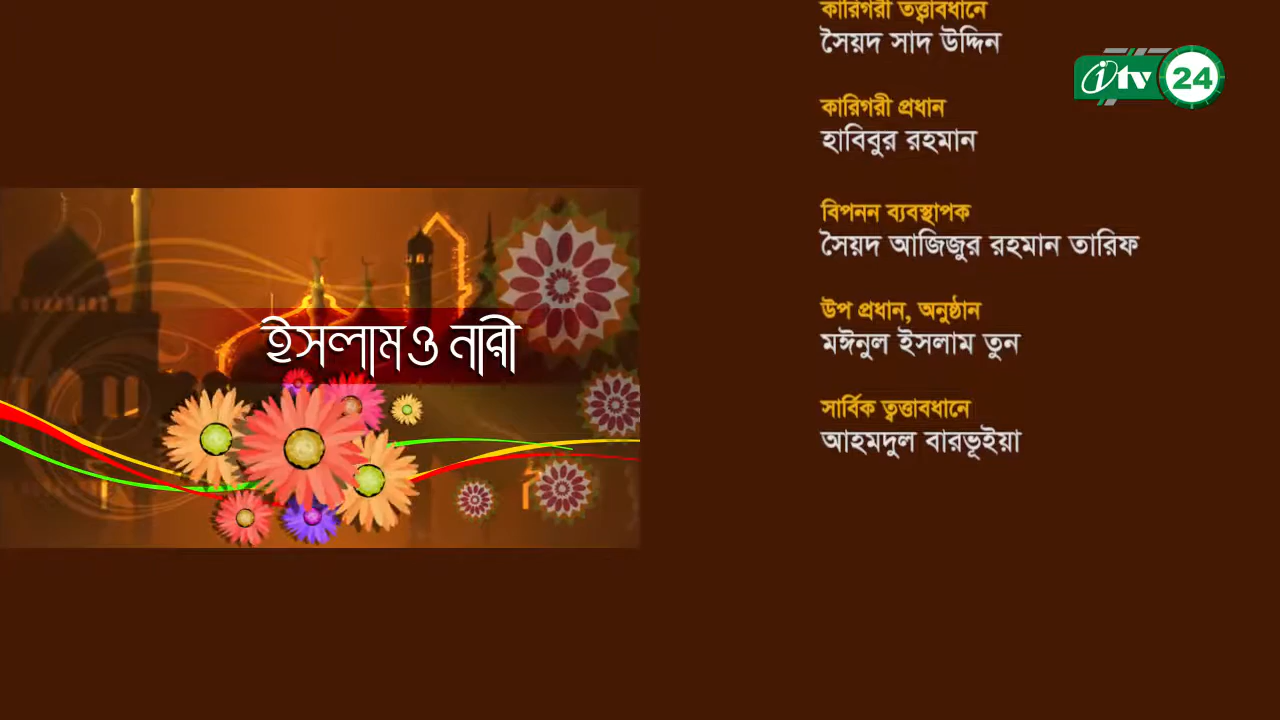 কারিগরী তত্ত্বাবধানে
সৈয়দ সাদ উদ্দিন
itv 24
কারিগরী প্রধান
হাবিবুর রহমান
বিপনন ব্যবস্থাপক
সৈয়দ আজিজুর রহমান তারিফ
উপ প্রধান, অনুষ্ঠান
মঈনুল ইসলাম তুন
সার্বিক ত্বত্তাবধানে
আহমদুল বারভূইয়া
ইসলাম ও নারী